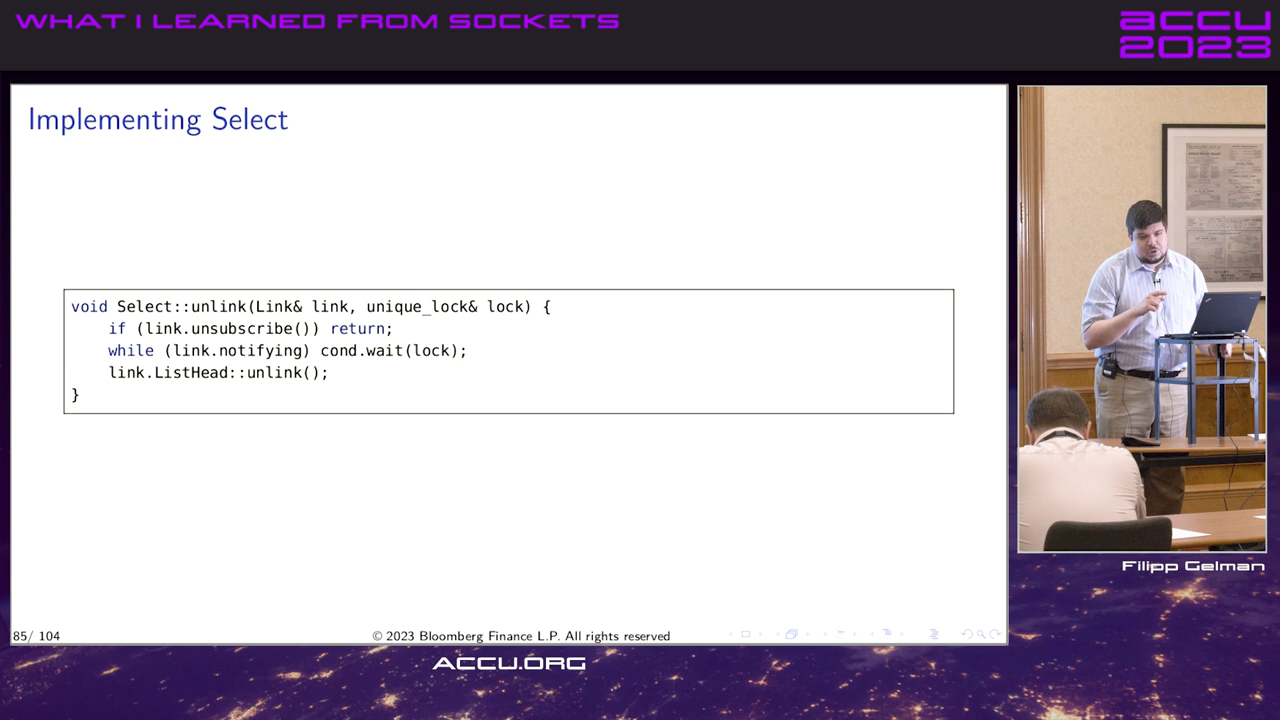 WHAT I LEARNED FROM SOCKETS
ACCU
2023
Implementing Select
void Select::unlink(Link& link, unique_lock& lock) {
    if (link.unsubscribe()) return;
    while (link.notifying) cond.wait(lock);
    link.ListHead::unlink();
}
85/ 104
© 2023 Bloomberg Finance L.P. All rights reserved
Filipp Gelman
ACCU.ORG